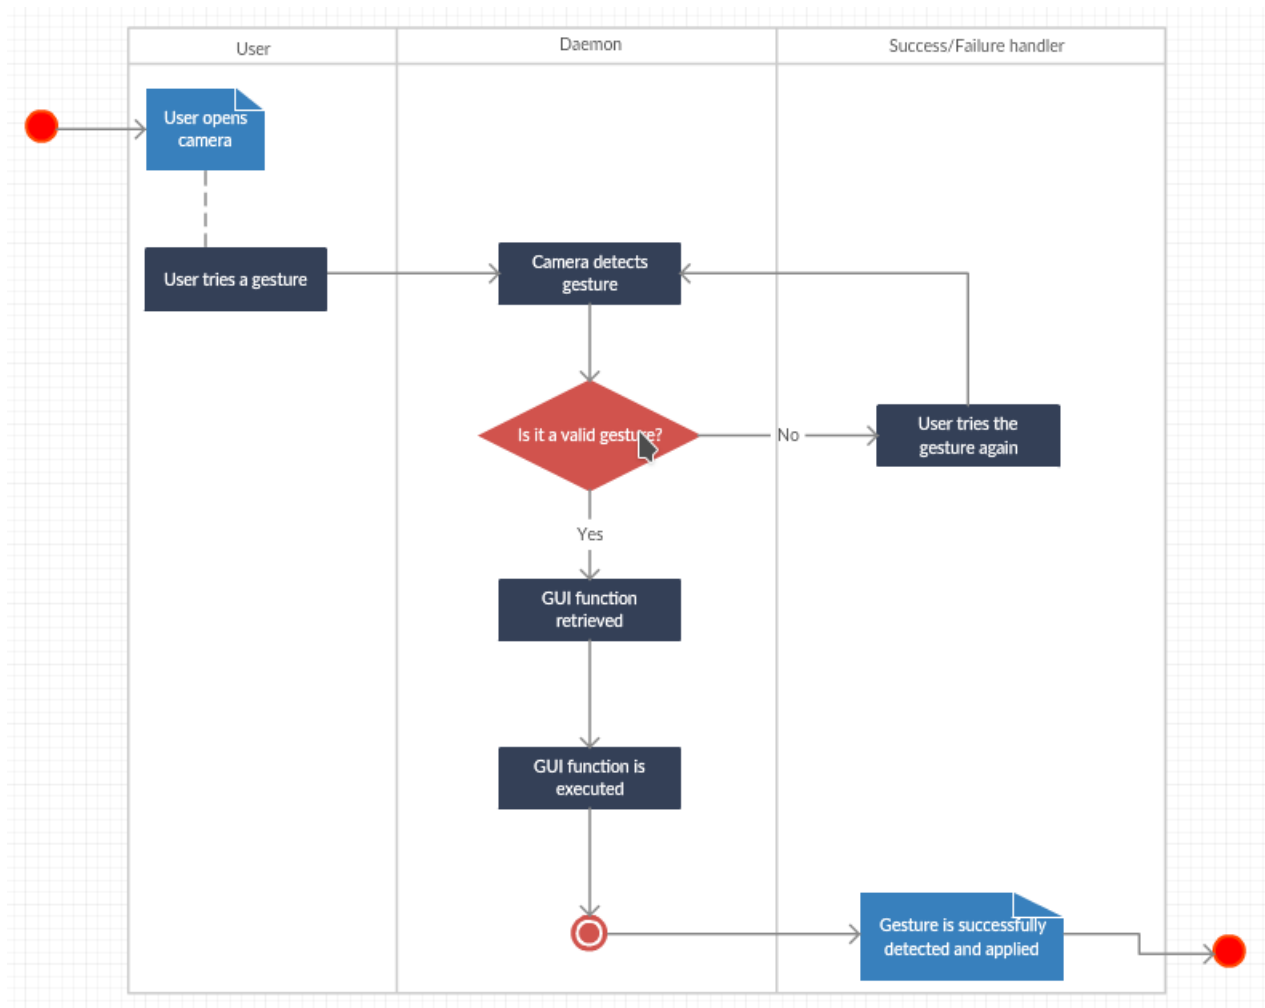 User
Daemon
Success/Failure handler
User opens
camera
User tries a gesture
Camera detects
gesture
Is it a valid gesture?
No
User tries the
gesture again
Yes
GUI function
retrieved
GUI function is
executed
Gesture is successfully
detected and applied